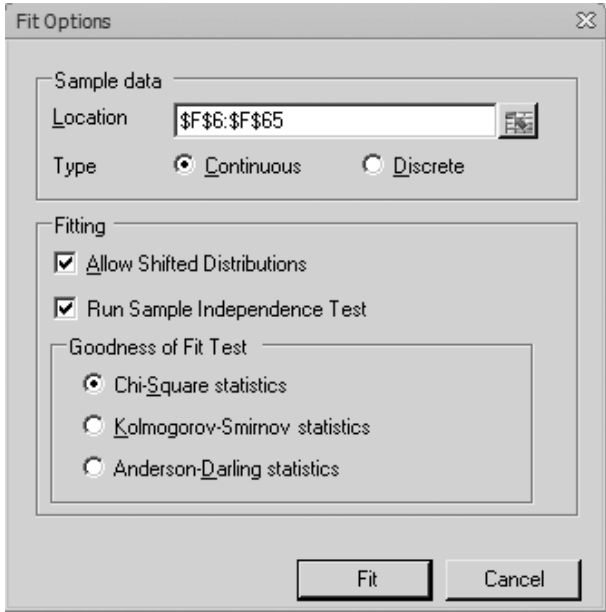 Fit Options
Sample data
Location $F$6:$F$65
Type Continuous Discrete
Fitting
Allow Shifted Distributions
Run Sample Independence Test
Goodness of Fit Test
Chi-Square statistics
Kolmogorov-Smirnov statistics
Anderson-Darling statistics
Fit Cancel